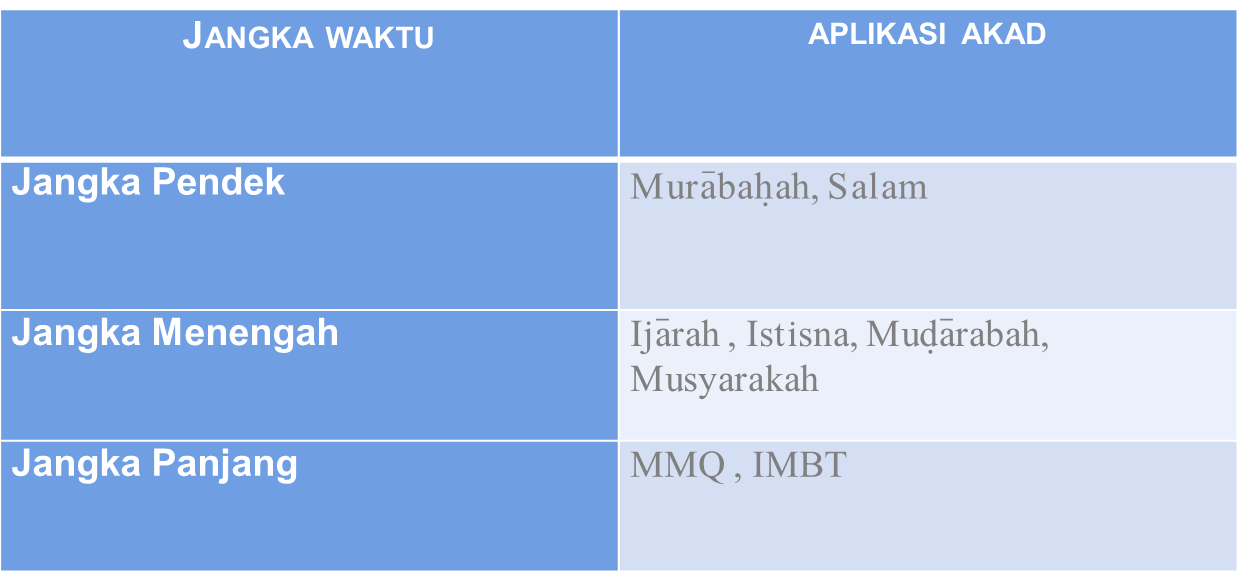 JANGKA WAKTU
APLIKASI AKAD
Jangka Pendek
Murābaḥah, Salam
Jangka Menengah
Ijārah , Istisna, Muḍārabah,
Musyarakah
Jangka Panjang
MMQ , IMBT